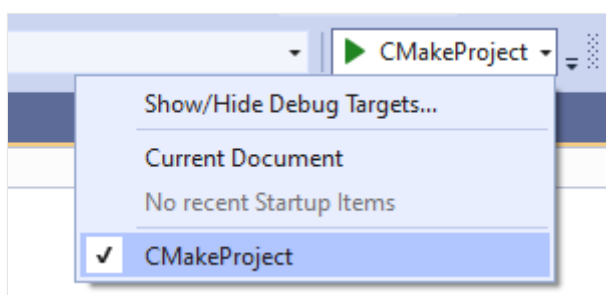 CMakeProject
Show/Hide Debug Targets...
Current Document
No recent Startup Items
CMakeProject